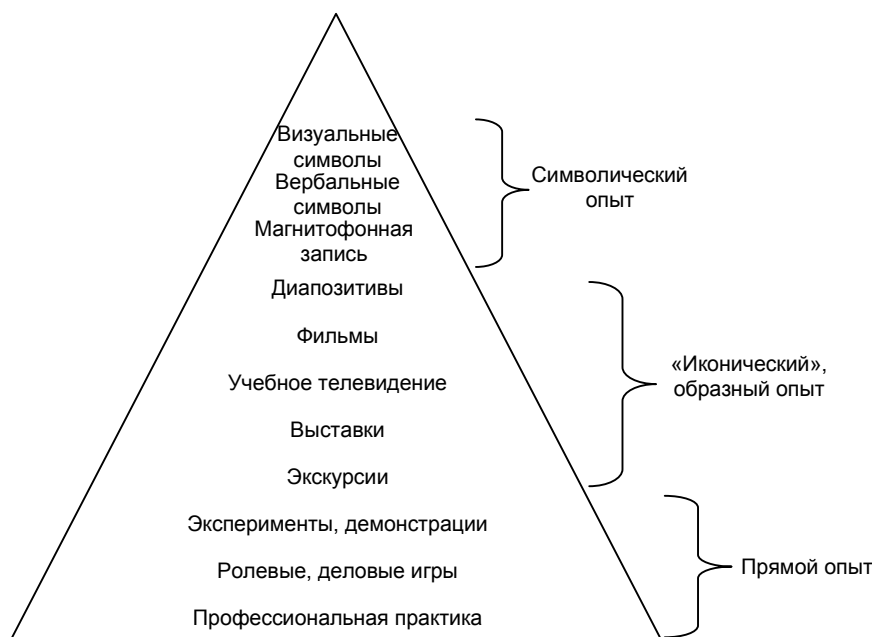 Визуальные
символы
Вербальные
символы
Магнитофонная
запись
Символический
опыт
Диапозитивы
Фильмы
Учебное телевидение
Выставки
Экскурсии
«Иконический»,
образный опыт
Эксперименты, демонстрации
Ролевые, деловые игры
Профессиональная практика
Прямой опыт